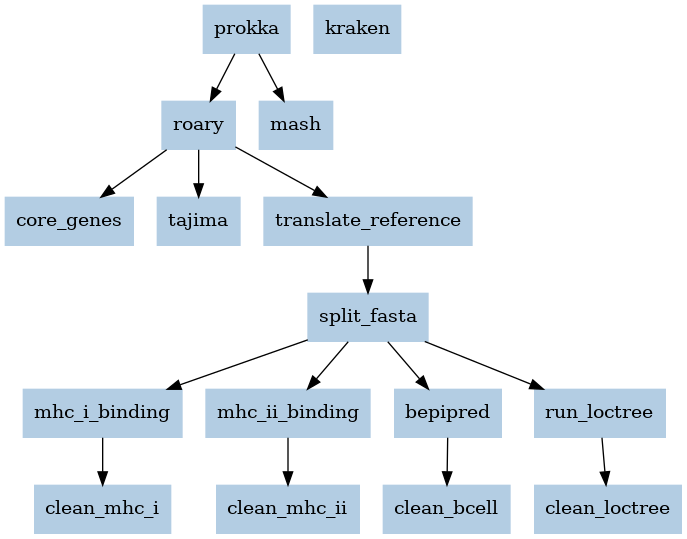 prokka
kraken
roary
mash
core_genes
tajima
translate_reference
split_fasta
mhc_i_binding
mhc_ii_binding
bepipred
run_loctree
clean_mhc_i
clean_mhc_ii
clean_bcell
clean_loctree